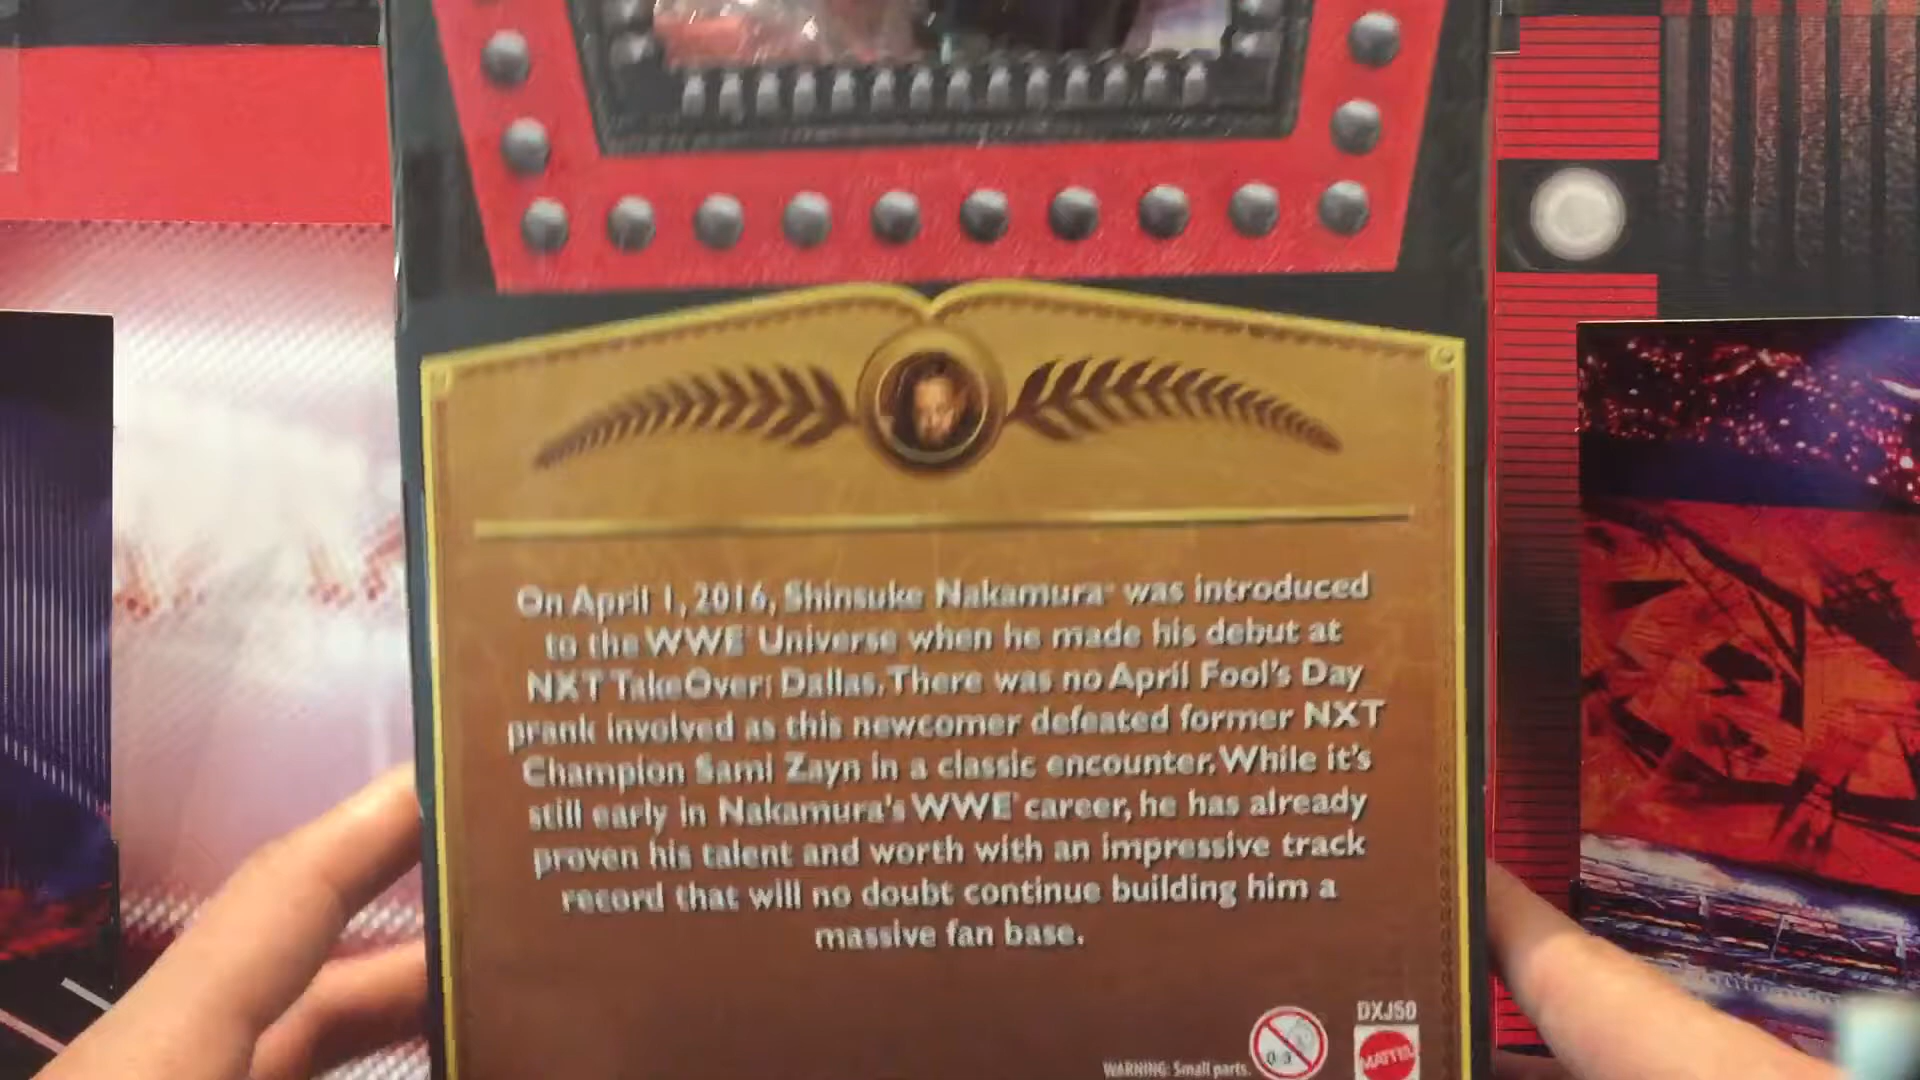 On April 1, 2016, Shinsuke Nakamura was introduced
to the WWE Universe when he made his debut at
NXT TakeOver: Dallas. There was no April Fool's Day
prank involved as this newcomer defeated former NXT
Champion Sami Zayn in a classic encounter. While it's
still early in Nakamura's WWE career, he has already
proven his talent and worth with an impressive track
record that will no doubt continue building him a
massive fan base.
DXJ50
0-3
MATTEL
WARNING: Small parts.